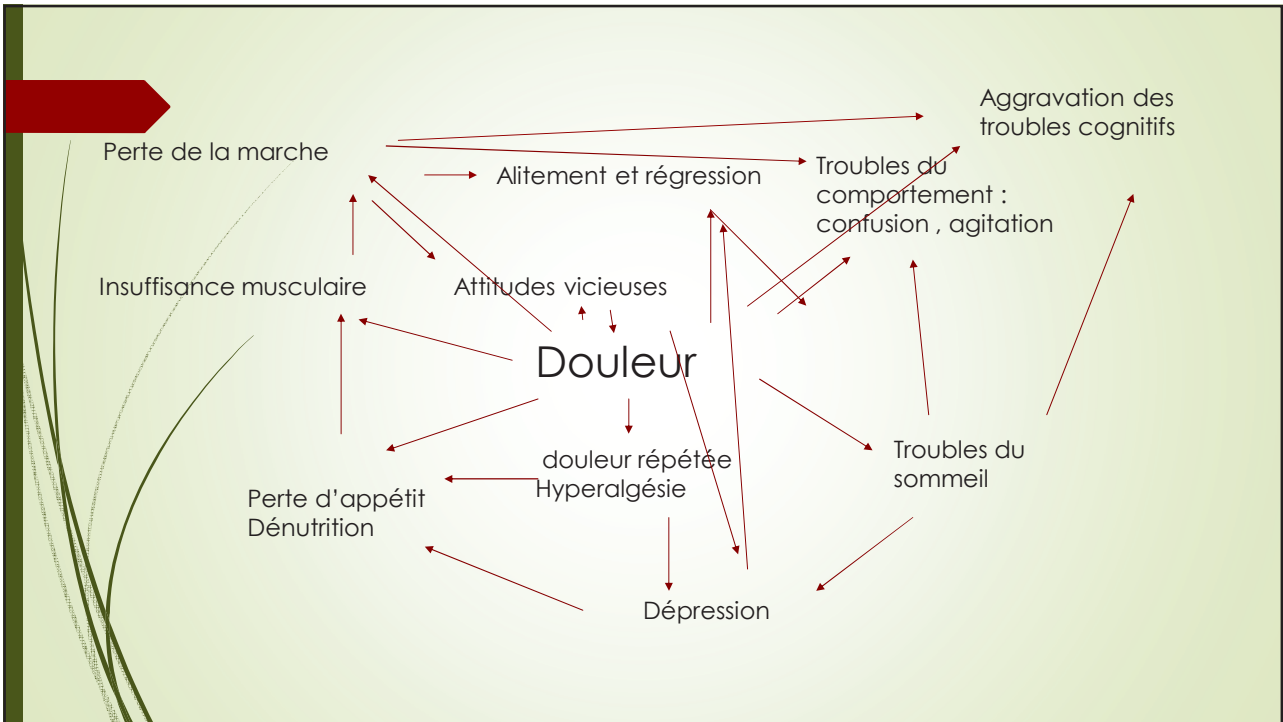 Aggravation des
troubles cognitifs
Perte de la marche
Alitement et régression
Troubles du
comportement :
confusion , agitation
Insuffisance musculaire
Attitudes vicieuses
Douleur
douleur répétée
Hyperalgésie
Troubles du
sommeil
Perte d’appétit
Dénutrition
Dépression